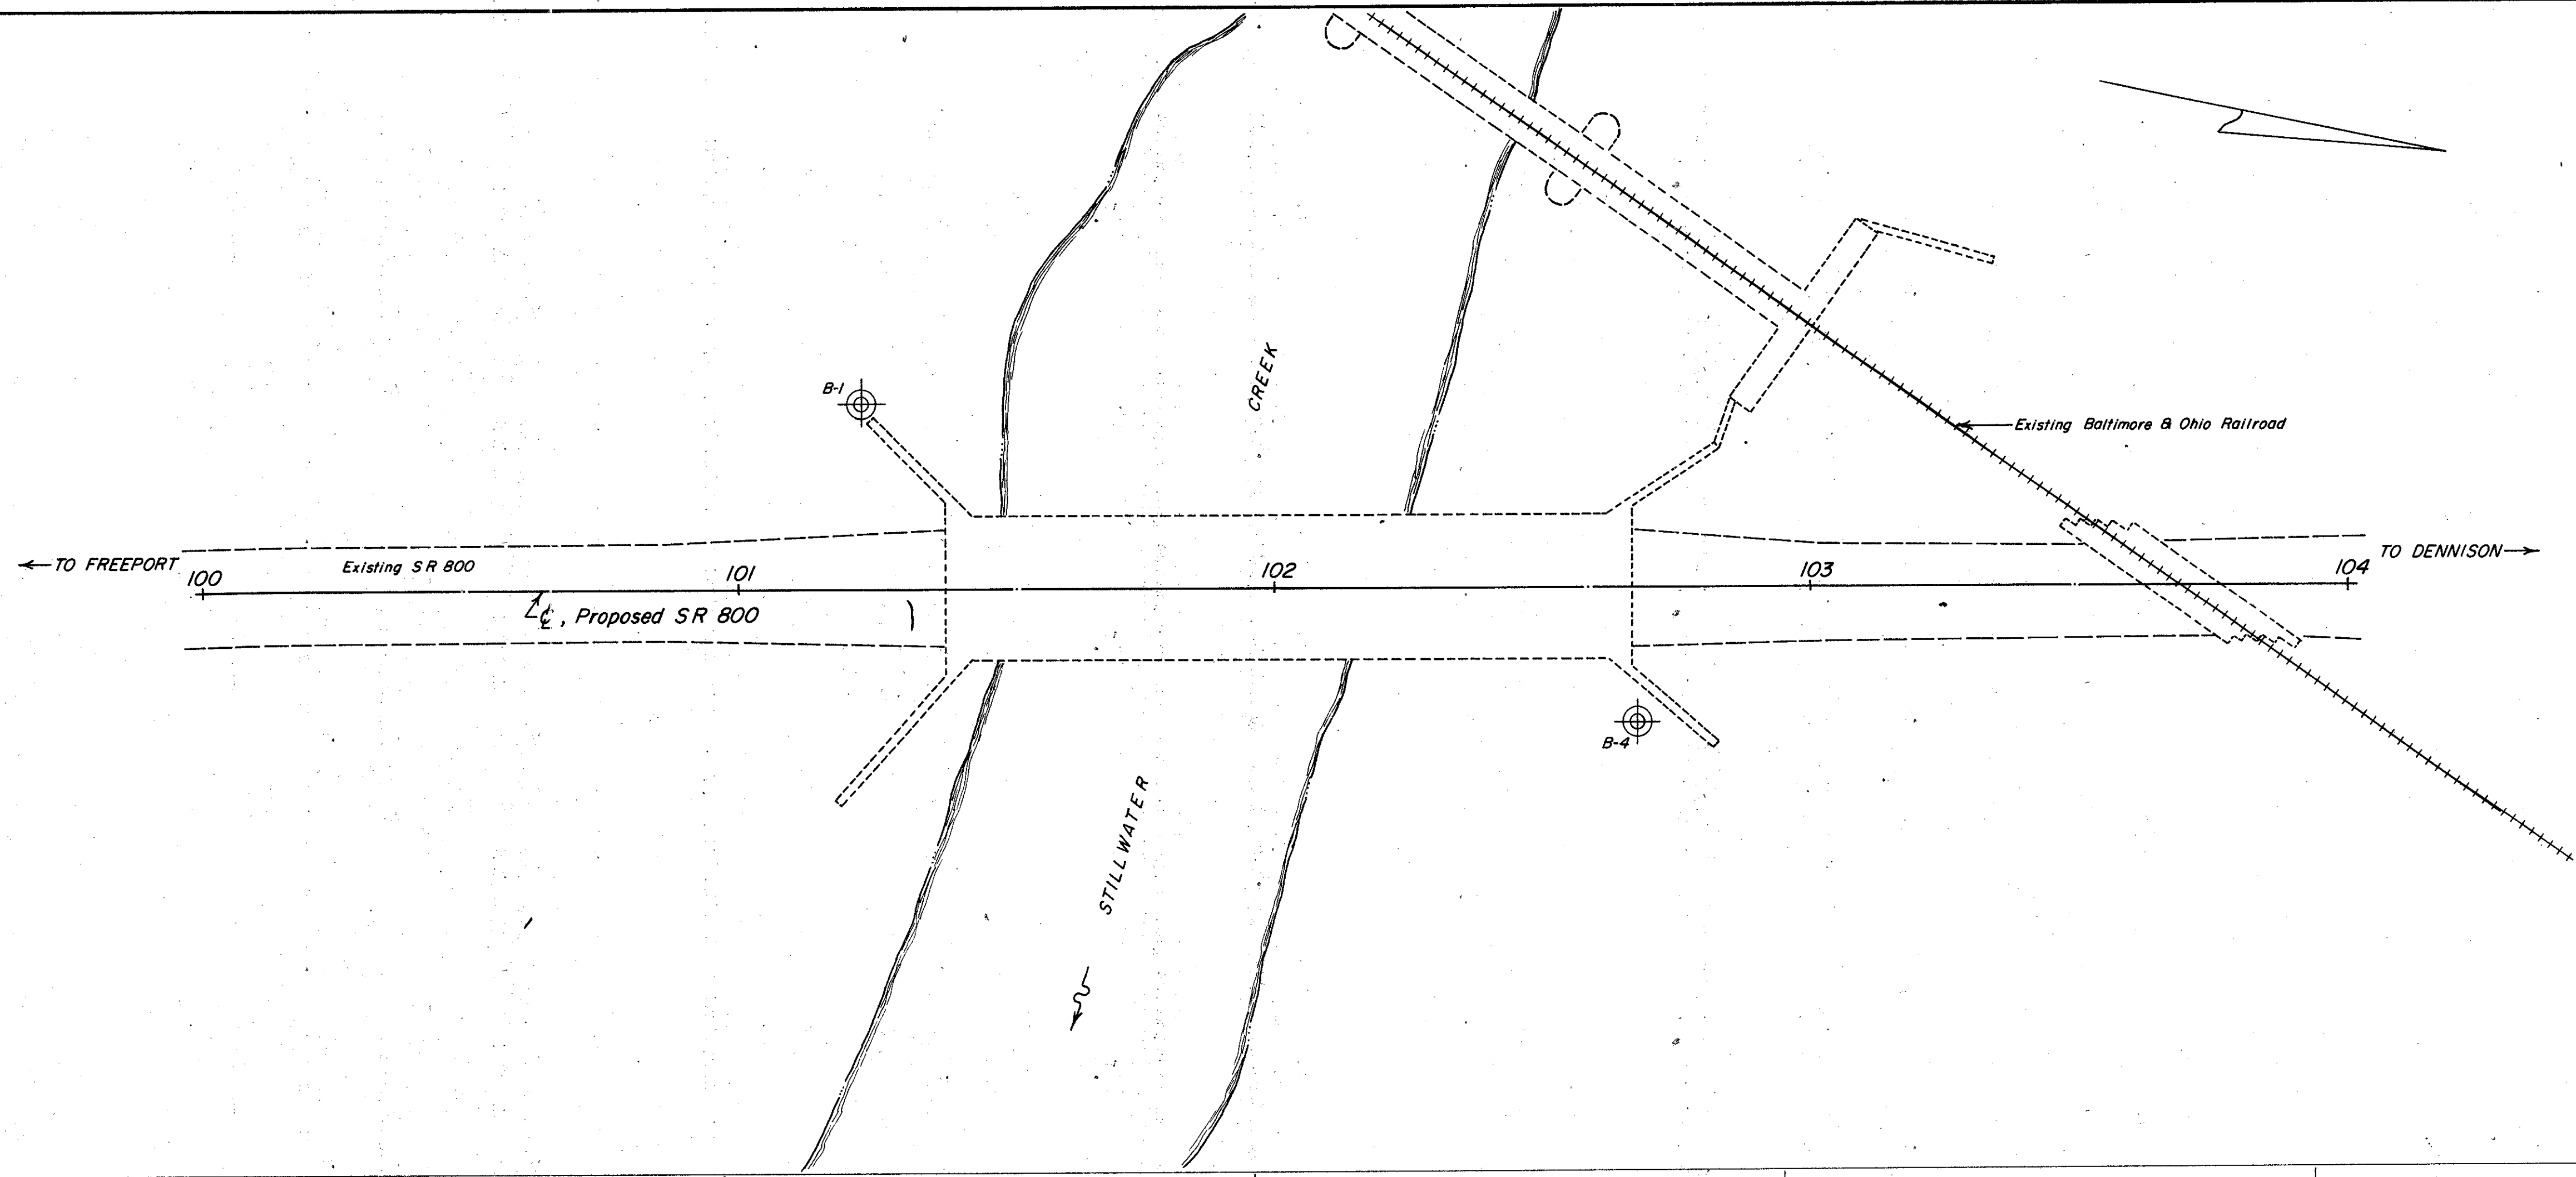 B-1
CREEK
Existing Baltimore & Ohio Railroad
TO FREEPORT
Existing SR 800
TO DENNISON
100
101
102
103
104
℄, Proposed SR 800
B-4
STILLWATER